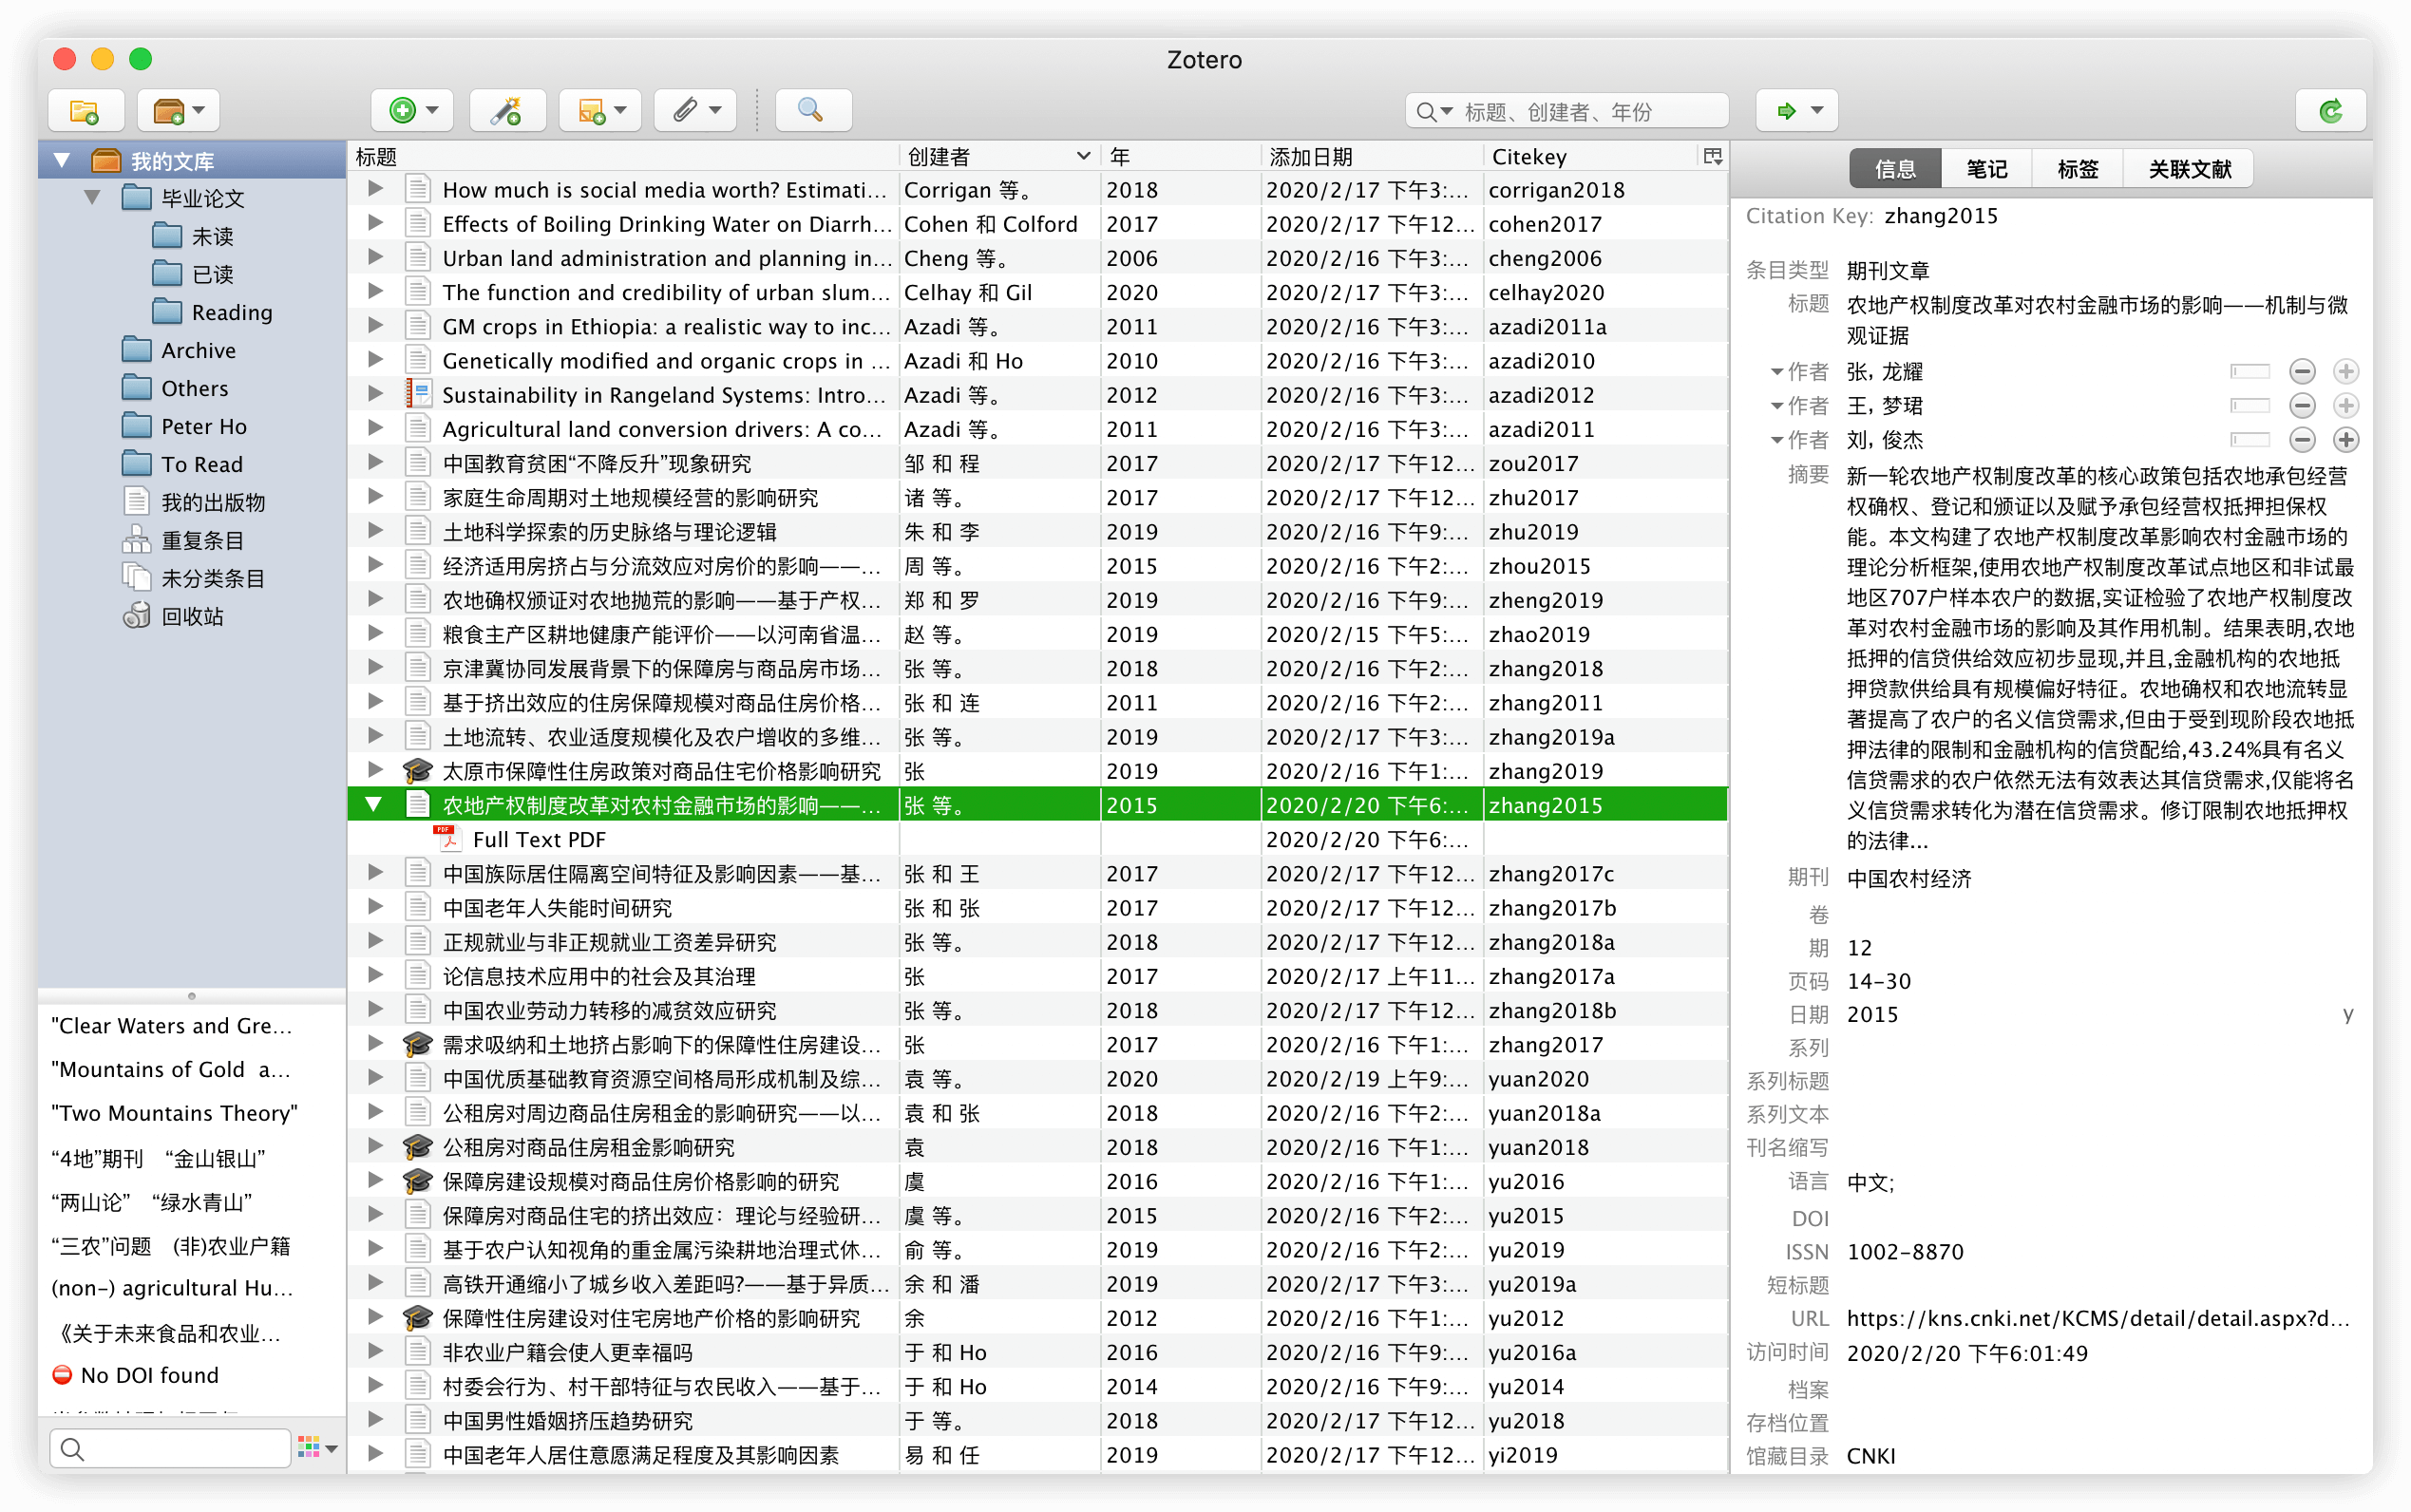 Zotero
标题、创建者、年份
我的文库
毕业论文
未读
已读
Reading
Archive
Others
Peter Ho
To Read
我的出版物
重复条目
未分类条目
回收站
"Clear Waters and Gre...
"Mountains of Gold a...
"Two Mountains Theory"
“4地”期刊 “金山银山”
“两山论” “绿水青山”
“三农”问题 (非)农业户籍
(non-) agricultural Hu...
《关于未来食品和农业...
No DOI found
标题 创建者 年 添加日期 Citekey
How much is social media worth? Estimati... Corrigan 等。 2018 2020/2/17 下午3:... corrigan2018
Effects of Boiling Drinking Water on Diarrh... Cohen 和 Colford 2017 2020/2/17 下午12... cohen2017
Urban land administration and planning in... Cheng 等。 2006 2020/2/16 下午3:... cheng2006
The function and credibility of urban slum... Celhay 和 Gil 2020 2020/2/17 下午3:... celhay2020
GM crops in Ethiopia: a realistic way to inc... Azadi 等。 2011 2020/2/16 下午3:... azadi2011a
Genetically modified and organic crops in ... Azadi 和 Ho 2010 2020/2/16 下午3:... azadi2010
Sustainability in Rangeland Systems: Intro... Azadi 等。 2012 2020/2/16 下午3:... azadi2012
Agricultural land conversion drivers: A co... Azadi 等。 2011 2020/2/16 下午3:... azadi2011
中国教育贫困“不降反升”现象研究 邹 和 程 2017 2020/2/17 下午12... zou2017
家庭生命周期对土地规模经营的影响研究 诸 等。 2017 2020/2/17 下午12... zhu2017
土地科学探索的历史脉络与理论逻辑 朱 和 李 2019 2020/2/16 下午9:... zhu2019
经济适用房挤占与分流效应对房价的影响——... 周 等。 2015 2020/2/16 下午2:... zhou2015
农地确权颁证对农地抛荒的影响——基于产权... 郑 和 罗 2019 2020/2/16 下午9:... zheng2019
粮食主产区耕地健康产能评价——以河南省温... 赵 等。 2019 2020/2/15 下午5:... zhao2019
京津冀协同发展背景下的保障房与商品房市场... 张 等。 2018 2020/2/16 下午2:... zhang2018
基于挤出效应的住房保障规模对商品住房价格... 张 和 连 2011 2020/2/16 下午2:... zhang2011
土地流转、农业适度规模化及农户增收的多维... 张 等。 2019 2020/2/17 下午3:... zhang2019a
太原市保障性住房政策对商品住宅价格影响研究 张 2019 2020/2/16 下午1:... zhang2019
农地产权制度改革对农村金融市场的影响——... 张 等。 2015 2020/2/20 下午6:... zhang2015
Full Text PDF 2020/2/20 下午6:...
中国族际居住隔离空间特征及影响因素——基... 张 和 王 2017 2020/2/17 下午12... zhang2017c
中国老年人失能时间研究 张 和 张 2017 2020/2/17 下午12... zhang2017b
正规就业与非正规就业工资差异研究 张 等。 2018 2020/2/17 下午12... zhang2018a
论信息技术应用中的社会及其治理 张 2017 2020/2/17 上午11... zhang2017a
中国农业劳动力转移的减贫效应研究 张 等。 2018 2020/2/17 下午12... zhang2018b
需求吸纳和土地挤占影响下的保障性住房建设... 张 2017 2020/2/16 下午1:... zhang2017
中国优质基础教育资源空间格局形成机制及综... 袁 等。 2020 2020/2/19 上午9:... yuan2020
公租房对周边商品住房租金的影响研究——以... 袁 和 张 2018 2020/2/16 下午2:... yuan2018a
公租房对商品住房租金影响研究 袁 2018 2020/2/16 下午1:... yuan2018
保障房建设规模对商品住房价格影响的研究 虞 2016 2020/2/16 下午1:... yu2016
保障房对商品住宅的挤出效应：理论与经验研... 虞 等。 2015 2020/2/16 下午2:... yu2015
基于农户认知视角的重金属污染耕地治理式休... 俞 等。 2019 2020/2/16 下午2:... yu2019
高铁开通缩小了城乡收入差距吗?——基于异质... 余 和 潘 2019 2020/2/17 下午3:... yu2019a
保障性住房建设对住宅房地产价格的影响研究 余 2012 2020/2/16 下午1:... yu2012
非农业户籍会使人更幸福吗 于 和 Ho 2016 2020/2/16 下午9:... yu2016a
村委会行为、村干部特征与农民收入——基于... 于 和 Ho 2014 2020/2/16 下午9:... yu2014
中国男性婚姻挤压趋势研究 于 等。 2018 2020/2/17 下午12... yu2018
中国老年人居住意愿满足程度及其影响因素 易 和 任 2019 2020/2/17 下午12... yi2019
信息 笔记 标签 关联文献
Citation Key: zhang2015
条目类型 期刊文章
标题 农地产权制度改革对农村金融市场的影响——机制与微
观证据
作者 张, 龙耀
作者 王, 梦珺
作者 刘, 俊杰
摘要 新一轮农地产权制度改革的核心政策包括农地承包经营
权确权、登记和颁证以及赋予承包经营权抵押担保权
能。本文构建了农地产权制度改革影响农村金融市场的
理论分析框架,使用农地产权制度改革试点地区和非试最
地区707户样本农户的数据,实证检验了农地产权制度改
革对农村金融市场的影响及其作用机制。结果表明,农地
抵押的信贷供给效应初步显现,并且,金融机构的农地抵
押贷款供给具有规模偏好特征。农地确权和农地流转显
著提高了农户的名义信贷需求,但由于受到现阶段农地抵
押法律的限制和金融机构的信贷配给,43.24%具有名义
信贷需求的农户依然无法有效表达其信贷需求,仅能将名
义信贷需求转化为潜在信贷需求。修订限制农地抵押权
的法律...
期刊 中国农村经济
卷
期 12
页码 14-30
日期 2015 y
系列
系列标题
系列文本
刊名缩写
语言 中文;
DOI
ISSN 1002-8870
短标题
URL https://kns.cnki.net/KCMS/detail/detail.aspx?d...
访问时间 2020/2/20 下午6:01:49
档案
存档位置
馆藏目录 CNKI